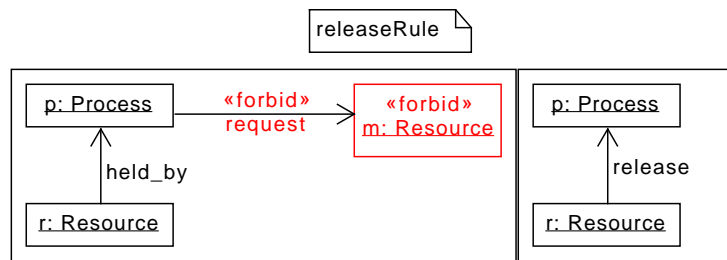 releaseRule
p: Process
«forbid»
request
«forbid»
m: Resource
held_by
r: Resource
p: Process
release
r: Resource